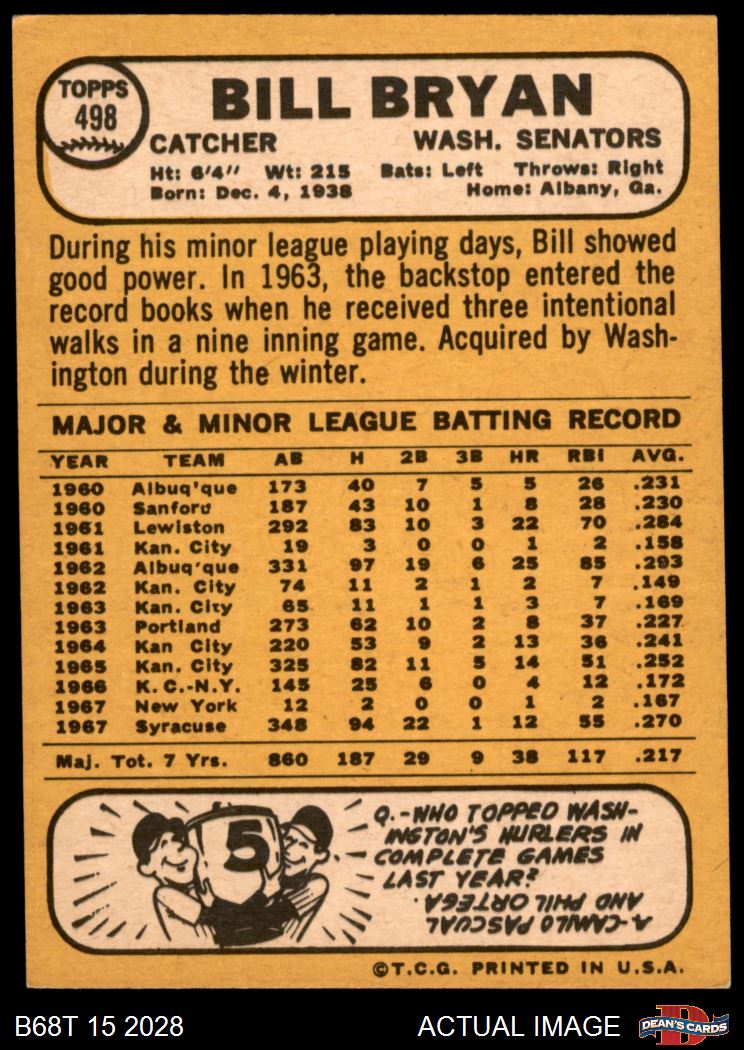 TOPPS
498
BILL BRYAN
CATCHER WASH. SENATORS
Ht: 6'4" Wt: 215 Bats: Left Throws: Right
Born: Dec. 4, 1938 Home: Albany, Ga.
During his minor league playing days, Bill showed
good power. In 1963, the backstop entered the
record books when he received three intentional
walks in a nine inning game. Acquired by Wash-
ington during the winter.
MAJOR & MINOR LEAGUE BATTING RECORD
YEAR TEAM AB H 2B 3B HR RBI AVG.
1960 Albuq'que 173 40 7 5 5 26 .231
1960 Sanford 187 43 10 1 8 28 .230
1961 Lewiston 292 83 10 3 22 70 .284
1961 Kan. City 19 3 0 0 1 2 .158
1962 Albuq'que 331 97 19 6 25 85 .293
1962 Kan. City 74 11 2 1 2 7 .149
1963 Kan. City 65 11 1 1 3 7 .169
1963 Portland 273 62 10 2 8 37 .227
1964 Kan City 220 53 9 2 13 36 .241
1965 Kan. City 325 82 11 5 14 51 .252
1966 K.C.-N.Y. 145 25 6 0 4 12 .172
1967 New York 12 2 0 0 1 2 .167
1967 Syracuse 348 94 22 1 12 55 .270
Maj. Tot. 7 Yrs. 860 187 29 9 38 117 .217
5
Q.-WHO TOPPED WASH-
INGTON'S HURLERS IN
COMPLETE GAMES
LAST YEAR?
A-CAMILO PASCUAL
AND PHIL ORTEGA.
©T.C.G. PRINTED IN U.S.A.
B68T 15 2028 ACTUAL IMAGE
D
DEAN'S CARDS